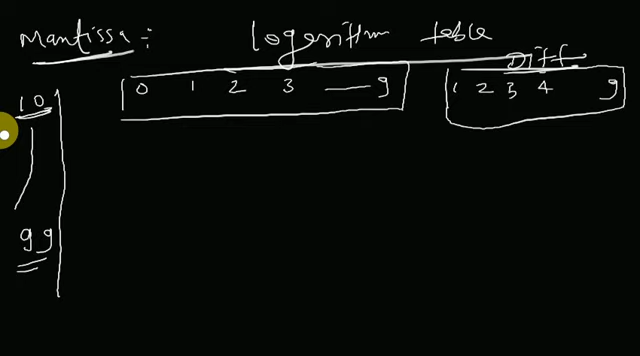 Mantissa :- logarithm table
Diff
0 1 2 3 — 9 1 2 3 4 9
10
99